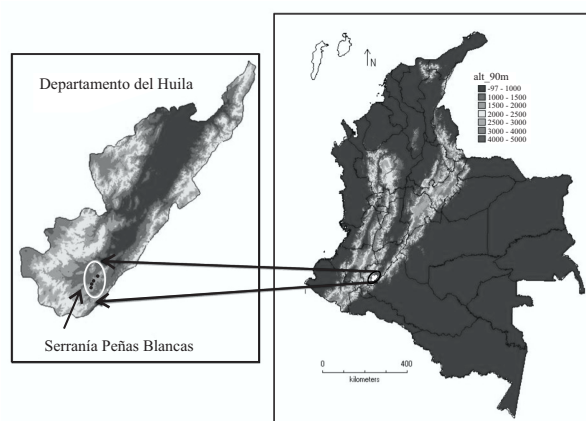 Departamento del Huila
Serranía Peñas Blancas
N
alt_90m
-97 - 1000
1000 - 1500
1500 - 2000
2000 - 2500
2500 - 3000
3000 - 4000
4000 - 5000
0 400
kilometers